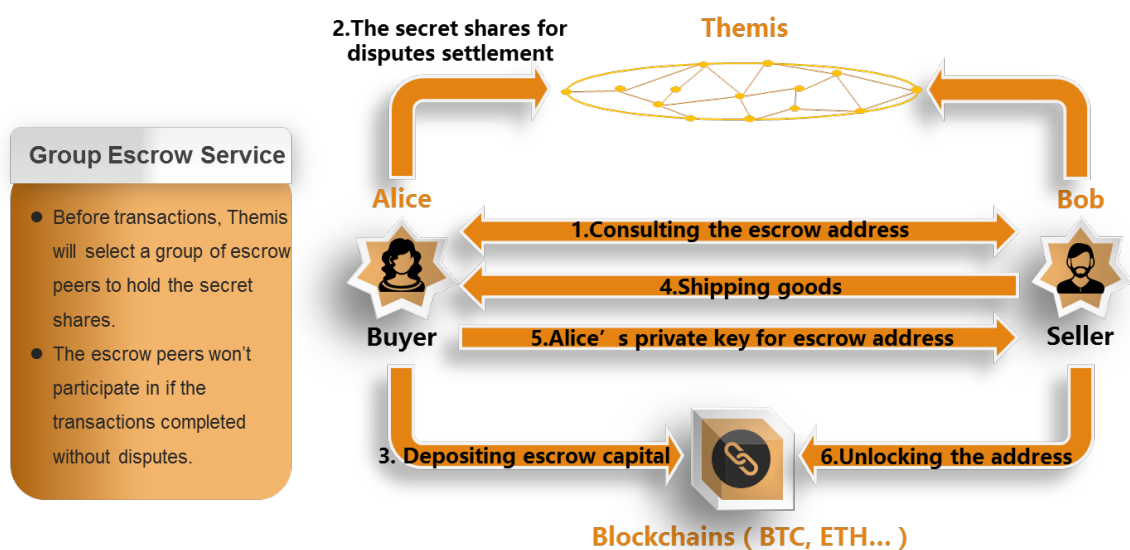 2.The secret shares for
disputes settlement
Themis
Group Escrow Service
● Before transactions, Themis
will select a group of escrow
peers to hold the secret
shares.
● The escrow peers won’t
participate in if the
transactions completed
without disputes.
Alice
Bob
1.Consulting the escrow address
4.Shipping goods
Buyer
5.Alice’s private key for escrow address
Seller
3. Depositing escrow capital
6.Unlocking the address
Blockchains ( BTC, ETH... )